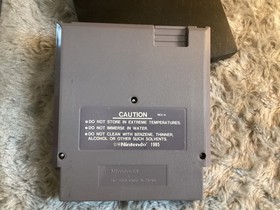 CAUTION
• DO NOT STORE IN EXTREME TEMPERATURES.
• DO NOT IMMERSE IN WATER.
• DO NOT CLEAN WITH BENZENE, THINNER,
ALCOHOL OR OTHER SUCH SOLVENTS.
©Nintendo® 1985
Nintendo